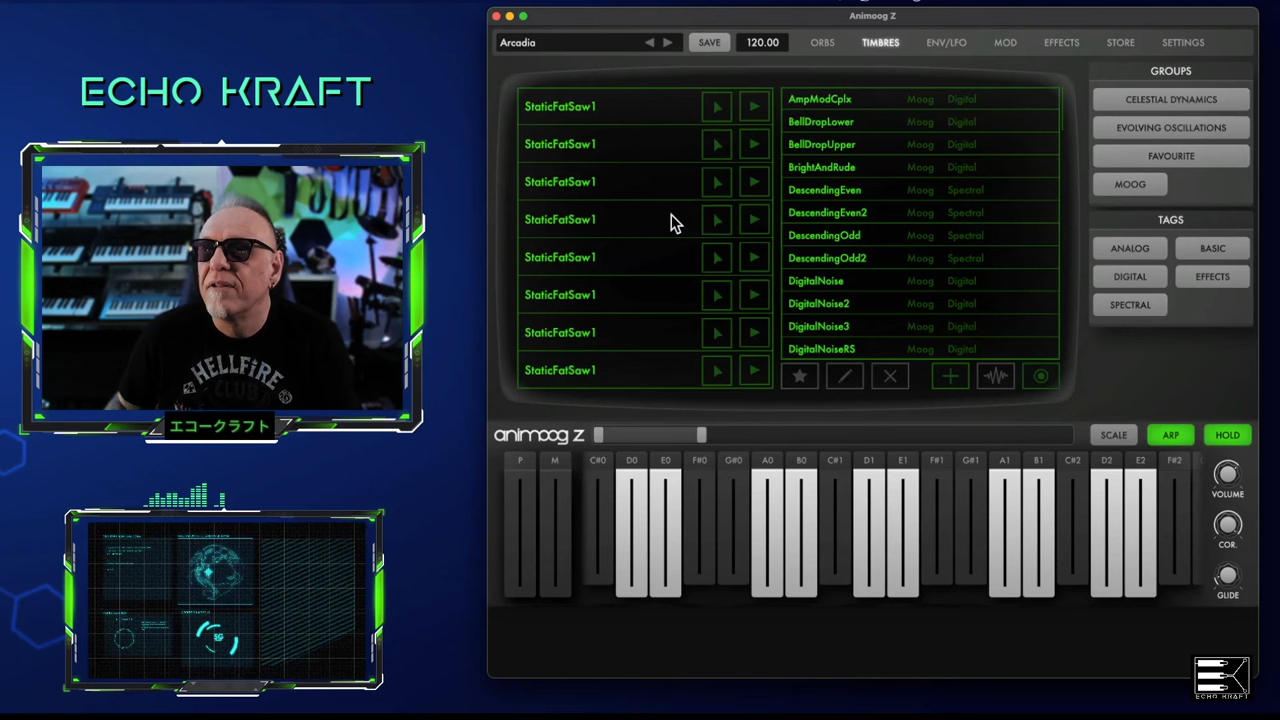 ECHO KRAFT
HELLFIRE
CLUB
エコークラフト
5G
Animoog Z
Arcadia
SAVE
120.00
ORBS
TIMBRES
ENV/LFO
MOD
EFFECTS
STORE
SETTINGS
StaticFatSaw1
StaticFatSaw1
StaticFatSaw1
StaticFatSaw1
StaticFatSaw1
StaticFatSaw1
StaticFatSaw1
StaticFatSaw1
AmpModCplx Moog Digital
BellDropLower Moog Digital
BellDropUpper Moog Digital
BrightAndRude Moog Digital
DescendingEven Moog Spectral
DescendingEven2 Moog Spectral
DescendingOdd Moog Spectral
DescendingOdd2 Moog Spectral
DigitalNoise Moog Digital
DigitalNoise2 Moog Digital
DigitalNoise3 Moog Digital
DigitalNoiseRS Moog Digital
GROUPS
CELESTIAL DYNAMICS
EVOLVING OSCILLATIONS
FAVOURITE
MOOG
TAGS
ANALOG BASIC
DIGITAL EFFECTS
SPECTRAL
animoog Z
SCALE ARP HOLD
P M C#0 D0 E0 F#0 G#0 A0 B0 C#1 D1 E1 F#1 G#1 A1 B1 C#2 D2 E2 F#2
VOLUME
COR.
GLIDE
ECHO KRAFT